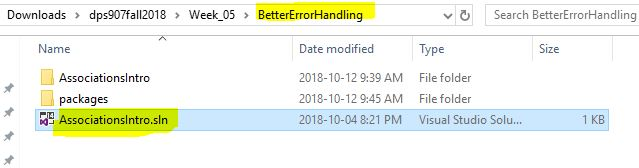 Downloads > dps907fall2018 > Week_05 > BetterErrorHandling Search BetterErrorHandling
Name Date modified Type Size
AssociationsIntro 2018-10-12 9:39 AM File folder
packages 2018-10-12 9:45 AM File folder
AssociationsIntro.sln 2018-10-04 8:21 PM Visual Studio Solu... 1 KB